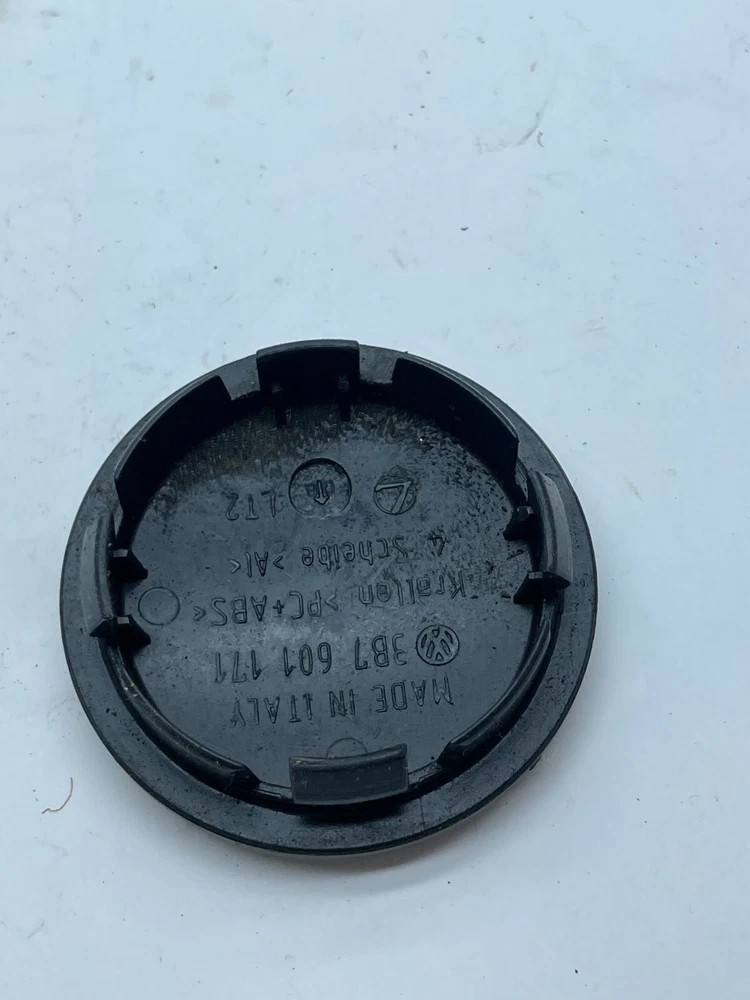 MADE IN ITALY
3B7 601 171
Krallen >PC+ABS<
4 Scheibe >Al<
LT2